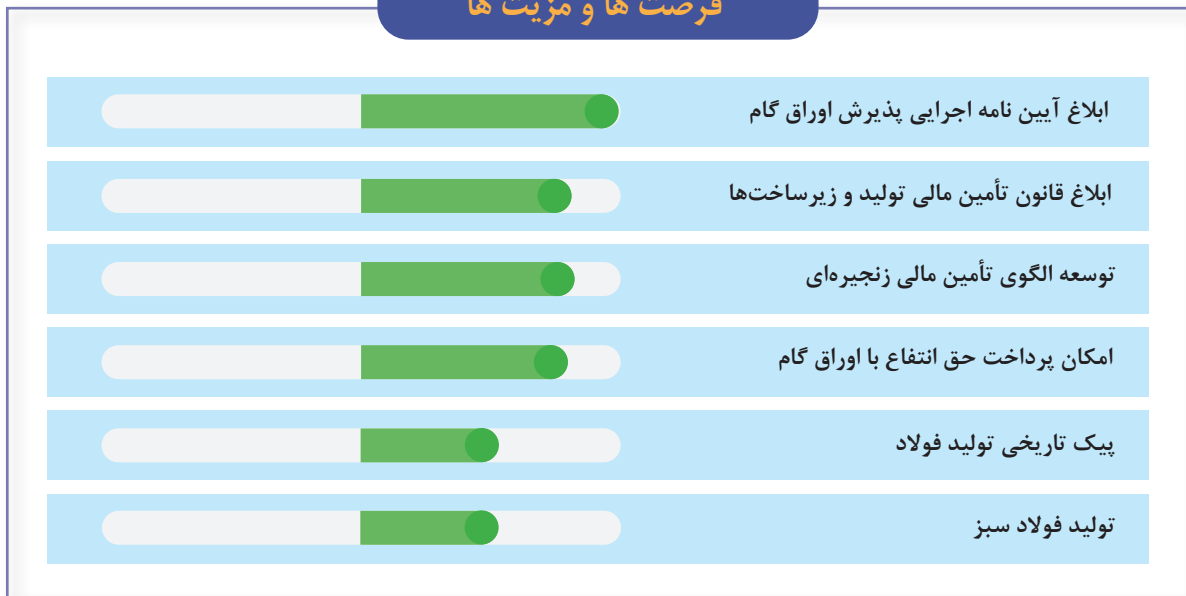 فرصت ها و مزیت ها
ابلاغ آیین نامه اجرایی پذیرش اوراق گام
ابلاغ قانون تأمین مالی تولید و زیرساخت‌ها
توسعه الگوی تأمین مالی زنجیره‌ای
امکان پرداخت حق انتفاع با اوراق گام
پیک تاریخی تولید فولاد
تولید فولاد سبز